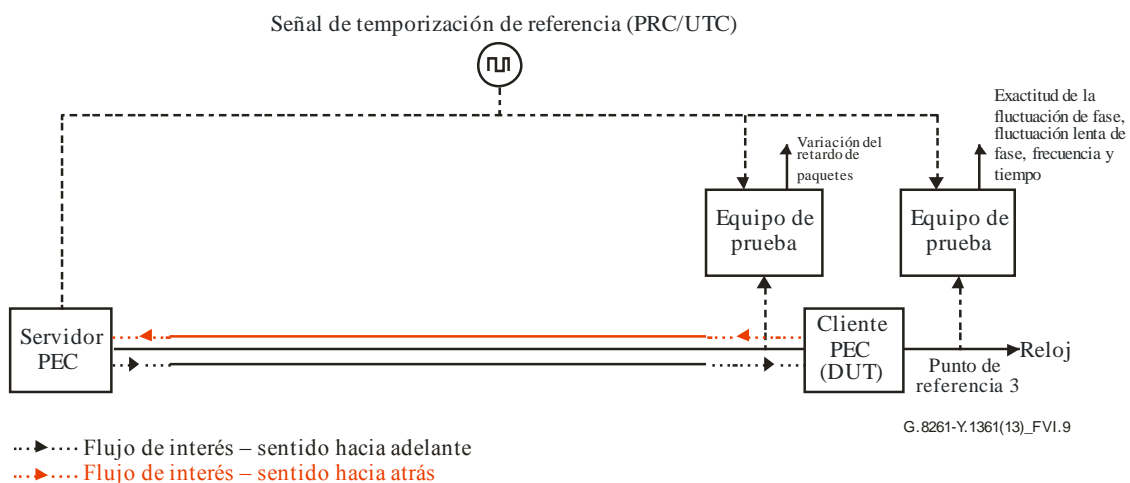 Señal de temporización de referencia (PRC/UTC)
Exactitud de la
fluctuación de fase,
fluctuación lenta de
fase, frecuencia y
tiempo
Variación del
retardo de
paquetes
Equipo de
prueba
Equipo de
prueba
Servidor
PEC
Cliente
PEC
(DUT)
Reloj
Punto de
referencia 3
G.8261-Y.1361(13)_FVI.9
Flujo de interés – sentido hacia adelante
Flujo de interés – sentido hacia atrás